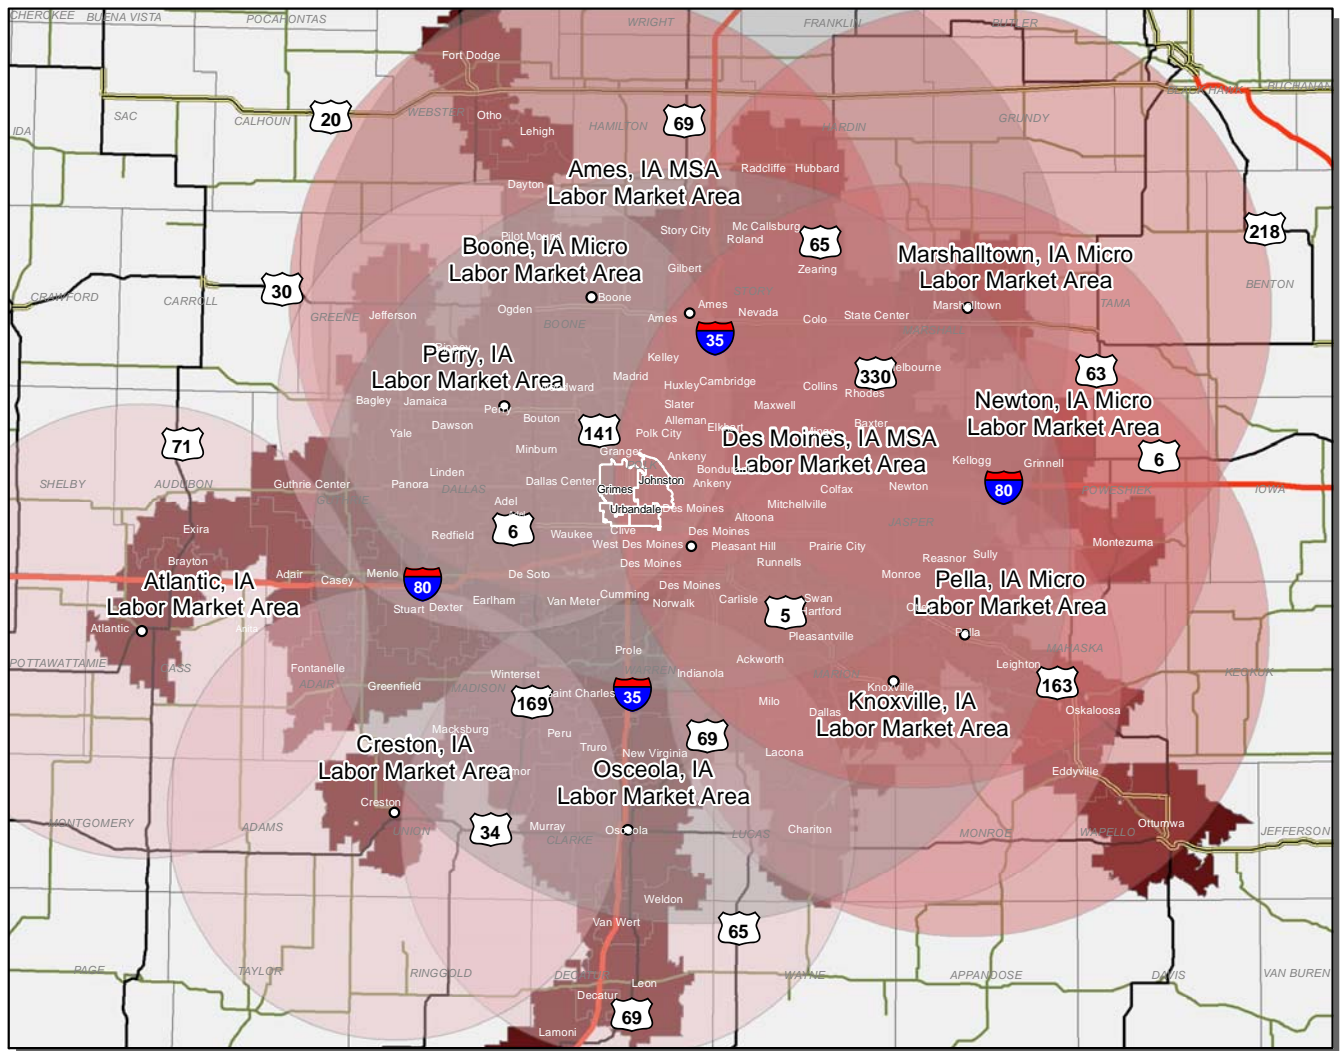 CHEROKEE
BUENA VISTA
POCAHONTAS
WRIGHT
FRANKLIN
BUTLER
Fort Dodge
BLACK HAWK
BUCHANAN
SAC
20
CALHOUN
WEBSTER
Otho
HAMILTON
69
HARDIN
GRUNDY
IDA
Lehigh
Radcliffe
Hubbard
Ames, IA MSA
Labor Market Area
Dayton
Pilot Mound
Story City
Mc Callsburg
Roland
65
218
Boone, IA Micro
Labor Market Area
Gilbert
Zearing
Marshalltown, IA Micro
Labor Market Area
BENTON
CRAWFORD
CARROLL
30
GREENE
Jefferson
Ogden
Boone
BOONE
Ames
Ames
Nevada
Colo
State Center
Marshalltown
TAMA
35
Perry, IA
Labor Market Area
Kelley
Madrid
Huxley
Cambridge
Collins
330
Rhodes
63
Bagley
Jamaica
Perry
Bouton
Slater
Maxwell
Newton, IA Micro
Labor Market Area
71
Yale
Dawson
141
Alleman
Polk City
Baxter
Mingo
Des Moines, IA MSA
Labor Market Area
6
Minburn
Granger
Ankeny
Kellogg
Grinnell
SHELBY
AUDUBON
Guthrie Center
Linden
Panora
DALLAS
Dallas Center
Grimes
Johnston
Ankeny
Colfax
Newton
80
POWESHIEK
IOWA
Adel
Urbandale
Des Moines
Mitchellville
Altoona
JASPER
Exira
6
Redfield
Waukee
Clive
Des Moines
West Des Moines
Pleasant Hill
Prairie City
Montezuma
Brayton
Atlantic, IA
Labor Market Area
Adair
Casey
Menlo
80
De Soto
Des Moines
Runnells
Monroe
Reasnor
Sully
Pella, IA Micro
Labor Market Area
Stuart
Dexter
Earlham
Van Meter
Cumming
Des Moines
Norwalk
Carlisle
5
Swan
Hartford
Atlantic
Anita
Pleasantville
Pella
MAHASKA
POTTAWATTAMIE
CASS
Fontanelle
ADAIR
Greenfield
MADISON
Winterset
Prole
WARREN
Indianola
Ackworth
Leighton
KEOKUK
169
Saint Charles
35
Milo
Dallas
Knoxville
Knoxville, IA
Labor Market Area
163
Oskaloosa
Macksburg
Peru
Truro
New Virginia
69
Lacona
Creston, IA
Labor Market Area
Osceola, IA
Labor Market Area
Eddyville
Creston
UNION
MONTGOMERY
ADAMS
34
Murray
CLARKE
Osceola
LUCAS
Chariton
MONROE
WAPELLO
Ottumwa
JEFFERSON
Weldon
Van Wert
65
PAGE
TAYLOR
RINGGOLD
DECATUR
Leon
Decatur
WAYNE
APPANOOSE
DAVIS
VAN BUREN
69
Lamoni